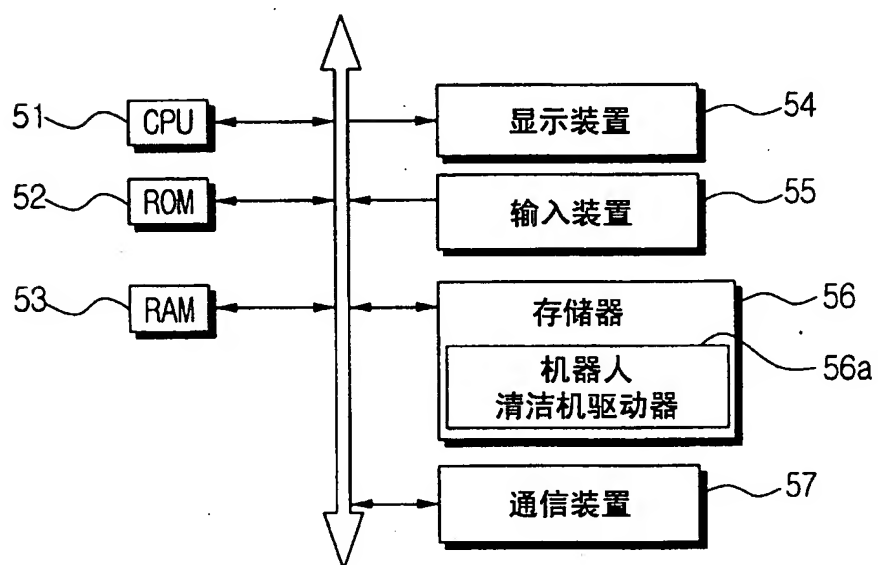 51 CPU 显示装置 54
52 ROM 输入装置 55
53 RAM 存储器 56
机器人 56a
清洁机驱动器
通信装置 57